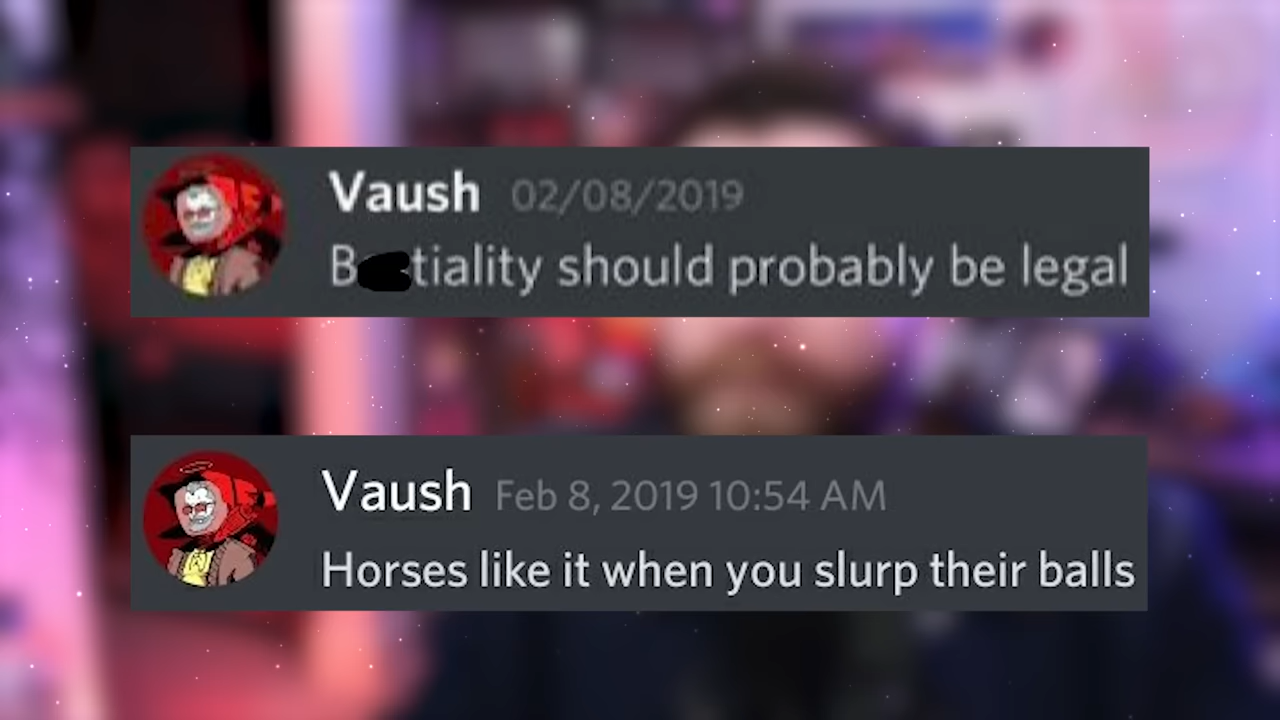 Vaush 02/08/2019
B tiality should probably be legal
Vaush Feb 8, 2019 10:54 AM
Horses like it when you slurp their balls